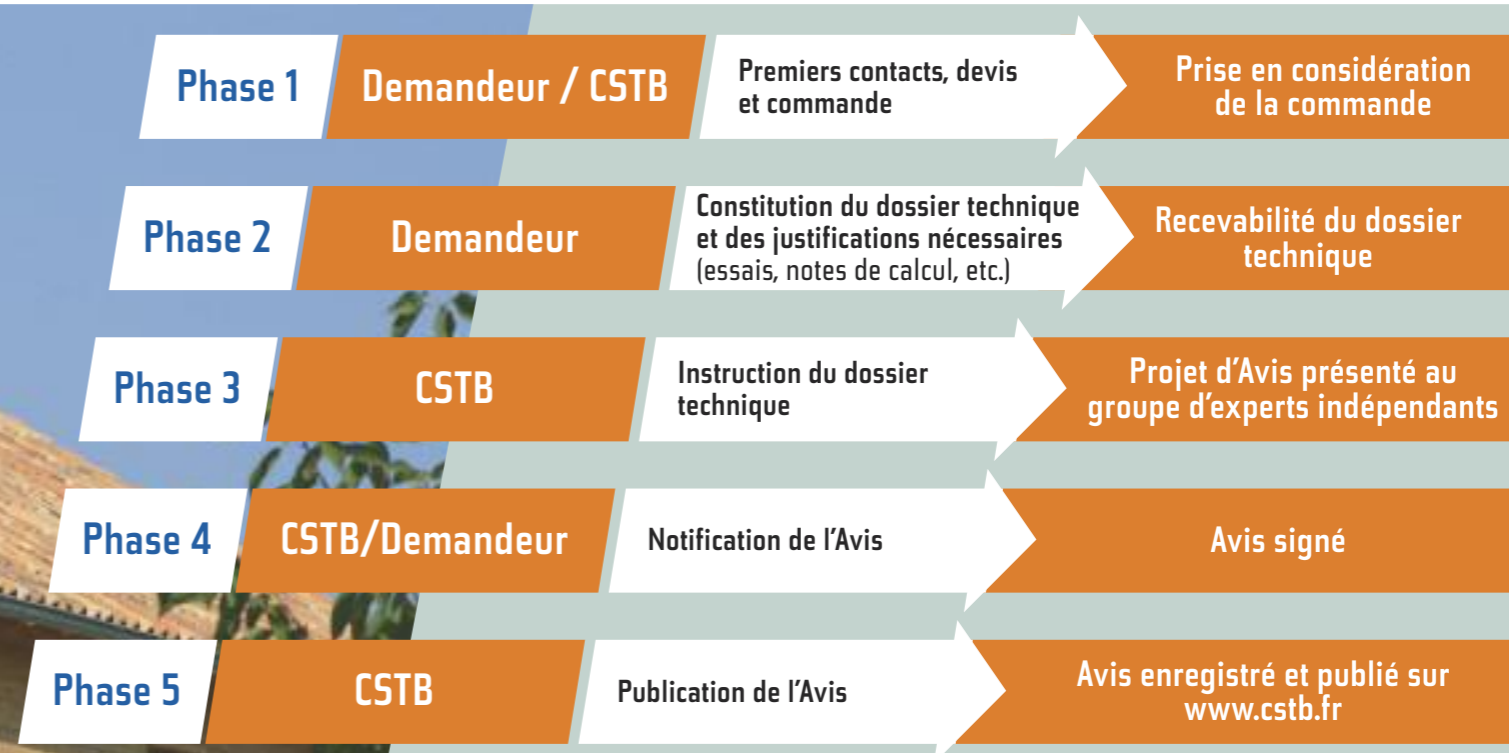 Phase 1
Demandeur / CSTB
Premiers contacts, devis
et commande
Prise en considération
de la commande
Phase 2
Demandeur
Constitution du dossier technique
et des justifications nécessaires
(essais, notes de calcul, etc.)
Recevabilité du dossier
technique
Phase 3
CSTB
Instruction du dossier
technique
Projet d'Avis présenté au
groupe d'experts indépendants
Phase 4
CSTB/Demandeur
Notification de l'Avis
Avis signé
Phase 5
CSTB
Publication de l'Avis
Avis enregistré et publié sur
www.cstb.fr